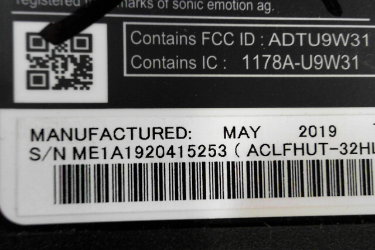 registered trademarks of sonic emotion ag.
Contains FCC ID : ADTU9W31
Contains IC : 1178A-U9W31
MANUFACTURED: MAY 2019
S/N ME1A1920415253 ( ACLFHUT-32HL